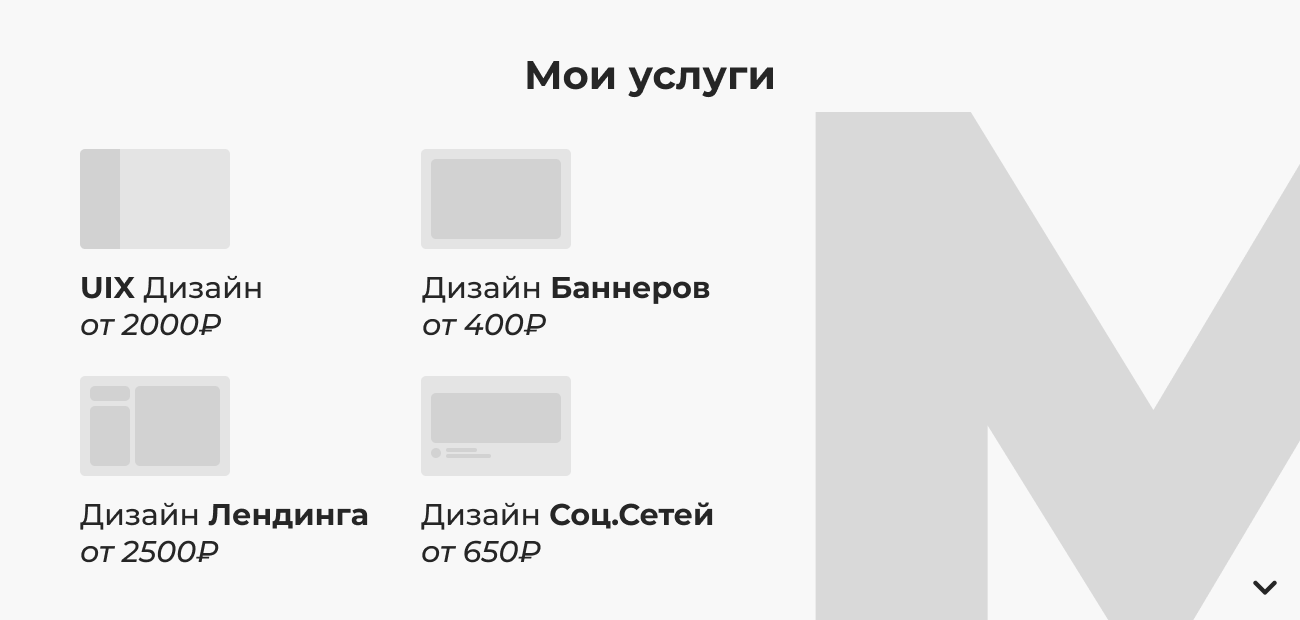 Мои услуги
UIX Дизайн
от 2000₽
Дизайн Баннеров
от 400₽
Дизайн Лендинга
от 2500₽
Дизайн Соц.Сетей
от 650₽
М